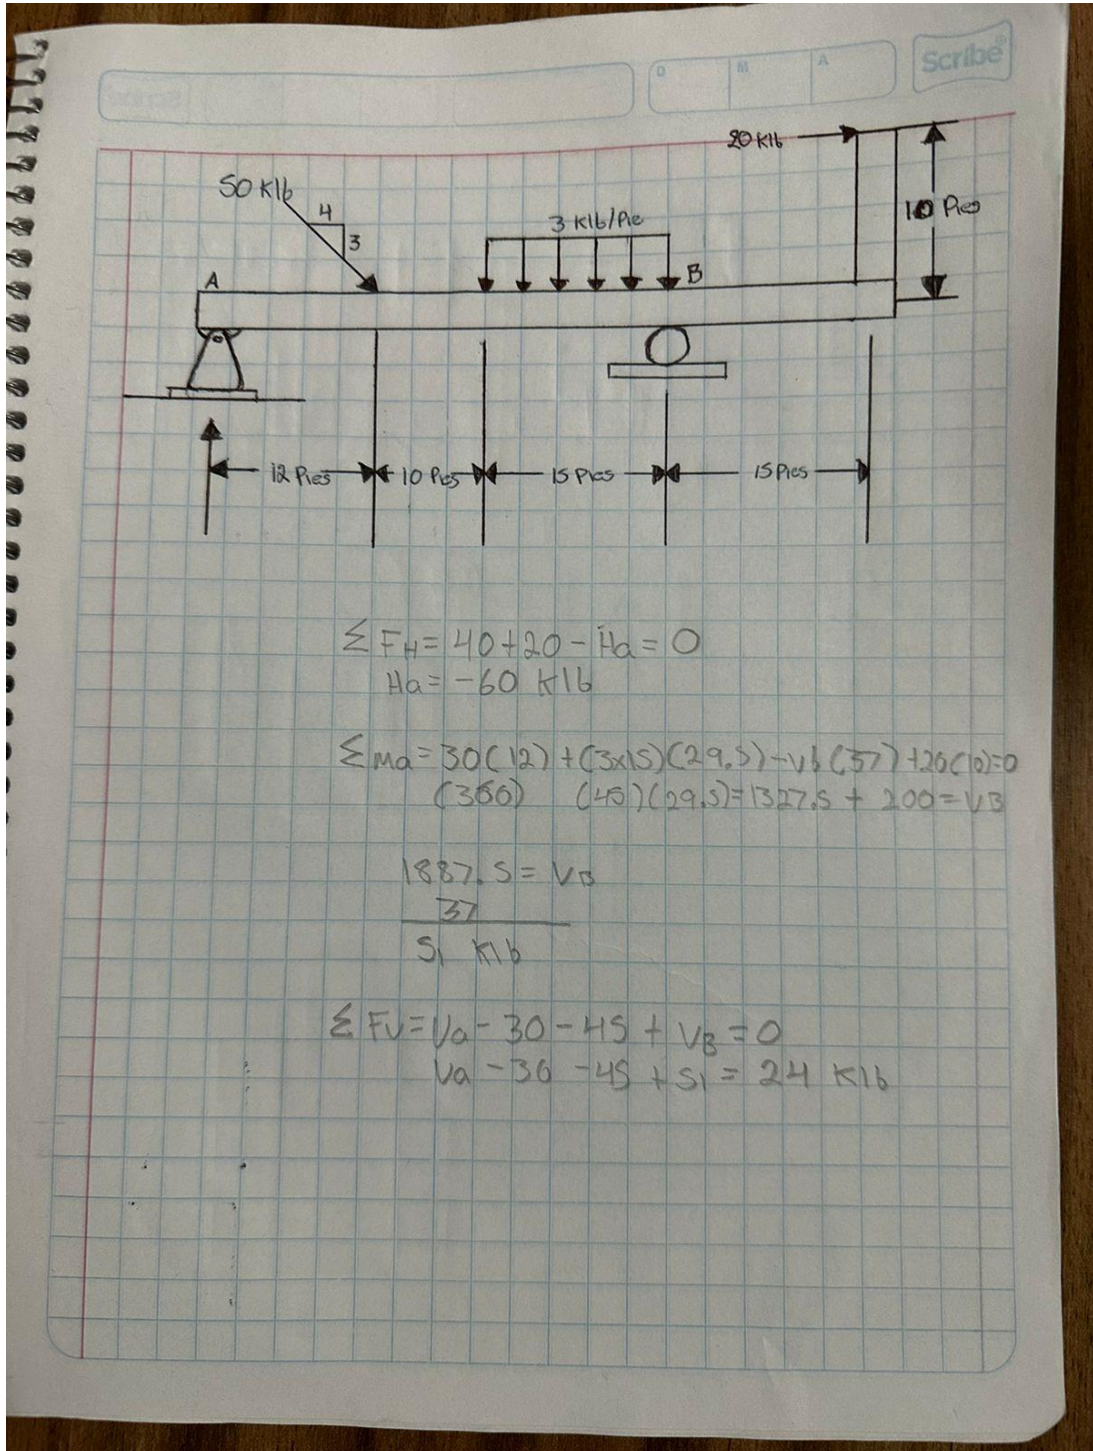 D M A
Scribe
20 Klb
50 Klb
4
3
3 Klb/Pie
10 Pies
A
B
12 Pies 10 Pies 15 Pies 15 Pies
Σ FH = 40 + 20 - Ha = 0
Ha = -60 Klb
Σ Ma = 30(12) + (3x15)(29.5) - Vb(37) + 20(10) = 0
(360) (45)(29.5) = 1327.5 + 200 = VB
1887.5 = VB
37
51 Klb
Σ FV = Va - 30 - 45 + VB = 0
Va - 30 - 45 + 51 = 24 Klb